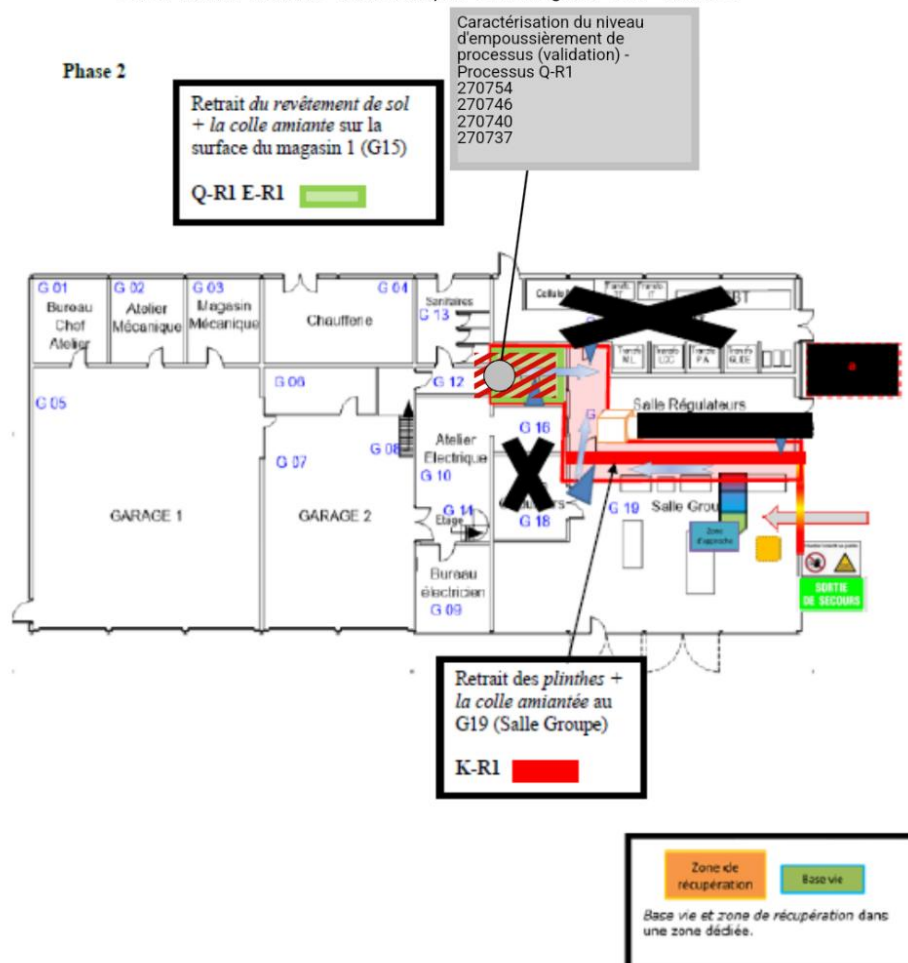 Caractérisation du niveau
d'empoussièrement de
processus (validation) -
Processus Q-R1
270754
270746
270740
270737
Phase 2
Retrait du revêtement de sol
+ la colle amiante sur la
surface du magasin 1 (G15)
Q-R1 E-R1
G 01
Bureau
Chef
Atelier
G 02
Atelier
Mécanique
G 03
Magasin
Mécanique
G 04
Chaufferie
Sanitaires
G 13
G 05
G 06
G 12
Salle Régulateurs
G 16
G 08
Atelier
Electrique
G 07
G 10
GARAGE 1
GARAGE 2
G 11
Etage
G 18
G 19
Salle
Zone
d'approche
Bureau
électricien
G 09
SORTIE
DE SECOURS
Retrait des plinthes +
la colle amiantée au
G19 (Salle Groupe)
K-R1
Zone de
récupération
Base vie
Base vie et zone de récupération dans
une zone dédiée.